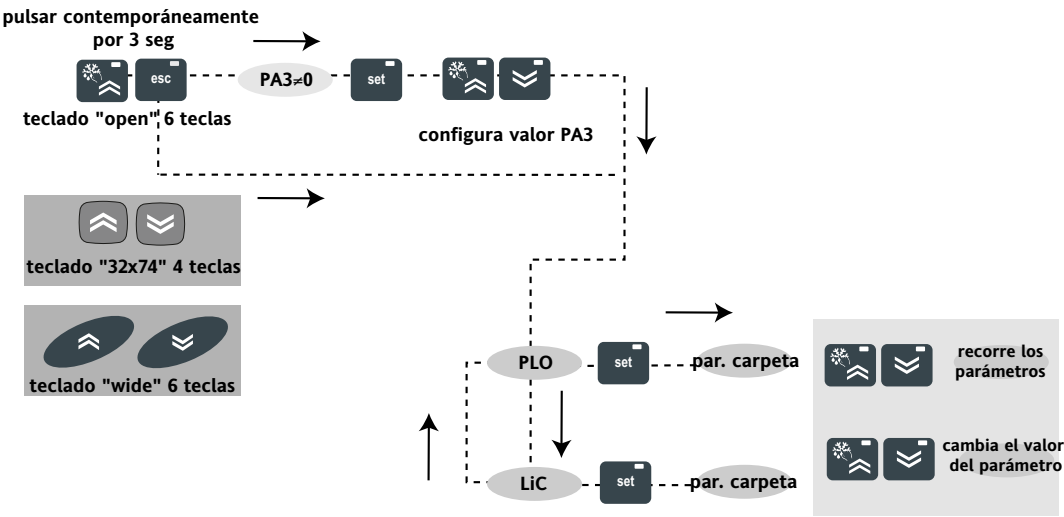 pulsar contemporáneamente
por 3 seg
esc
PA3≠0
set
teclado "open" 6 teclas
configura valor PA3
teclado "32x74" 4 teclas
teclado "wide" 6 teclas
PLO
set
par. carpeta
recorre los
parámetros
LiC
set
par. carpeta
cambia el valor
del parámetro